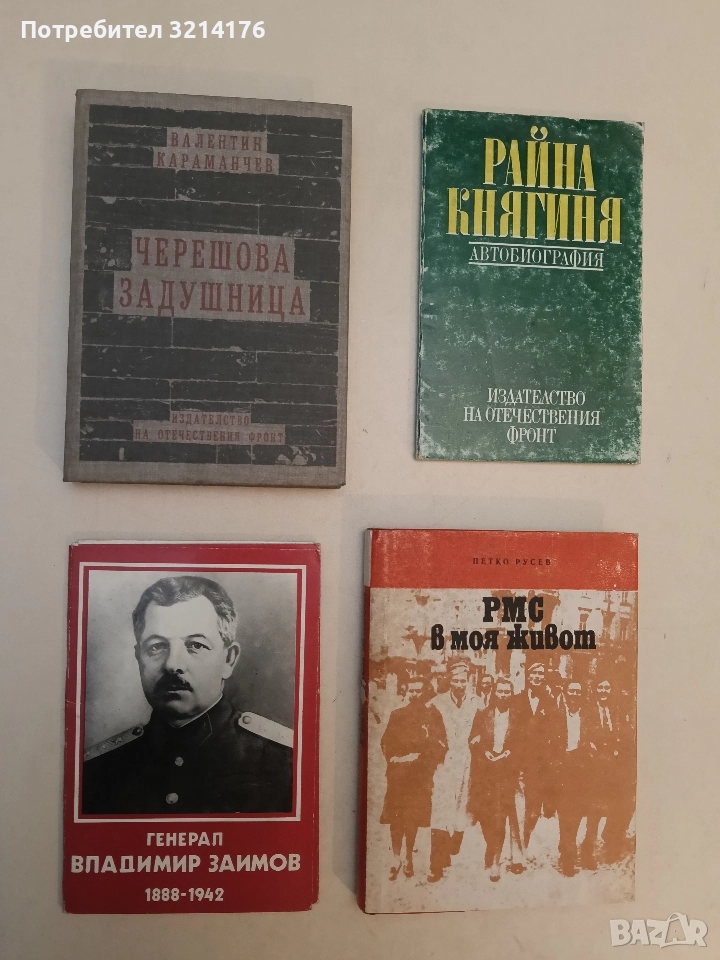 Потребител 3214176
ВАЛЕНТИН
КАРАМАНЧЕВ
ЧЕРЕШОВА
ЗАДУШНИЦА
ИЗДАТЕЛСТВО
НА ОТЕЧЕСТВЕНИЯ ФРОНТ
РАЙНА
КНЯГИНЯ
АВТОБИОГРАФИЯ
ИЗДАТЕЛСТВО
НА ОТЕЧЕСТВЕНИЯ
ФРОНТ
ГЕНЕРАЛ
ВЛАДИМИР ЗАИМОВ
1888-1942
ПЕТКО РУСЕВ
РМС
в моя живот
BAZAR